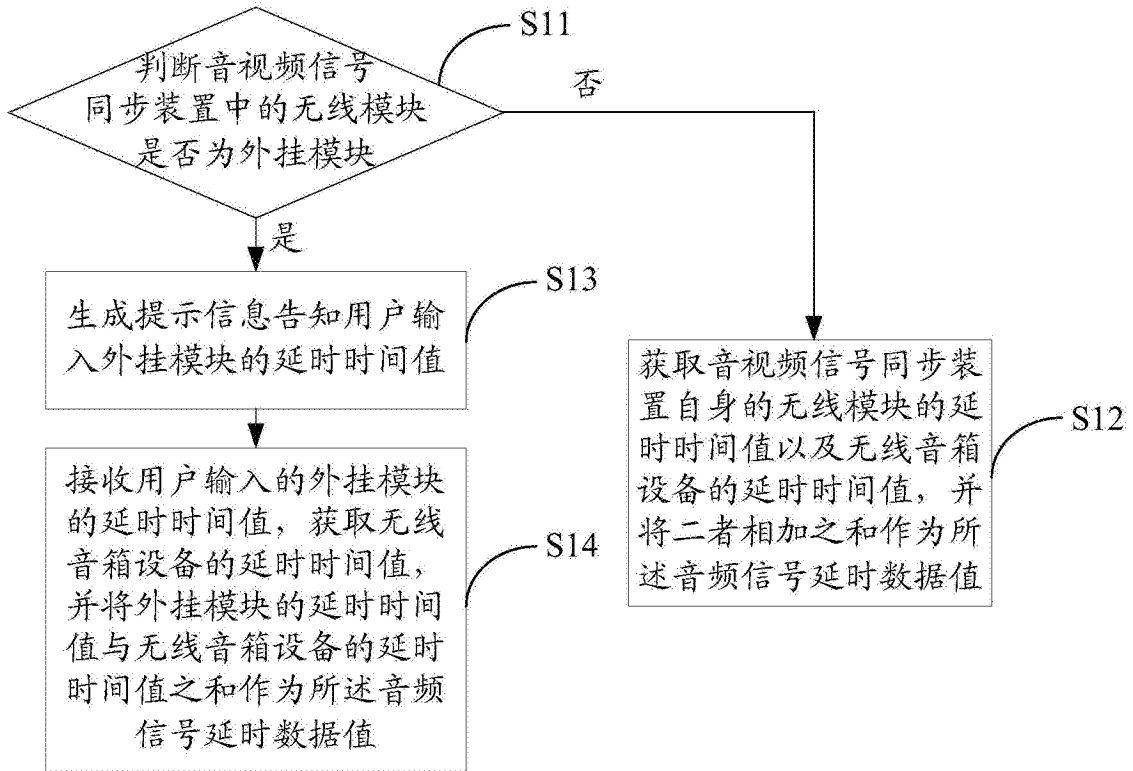 S11
判断音视频信号
同步装置中的无线模块
是否为外挂模块
否
是
S13
生成提示信息告知用户输
入外挂模块的延时时间值
获取音视频信号同步装
置自身的无线模块的延
时时间值以及无线音箱
设备的延时时间值，并
将二者相加之和作为所
述音频信号延时数据值
S12
接收用户输入的外挂模块
的延时时间值，获取无线
音箱设备的延时时间值，
并将外挂模块的延时时间
值与无线音箱设备的延时
时间值之和作为所述音频
信号延时数据值
S14